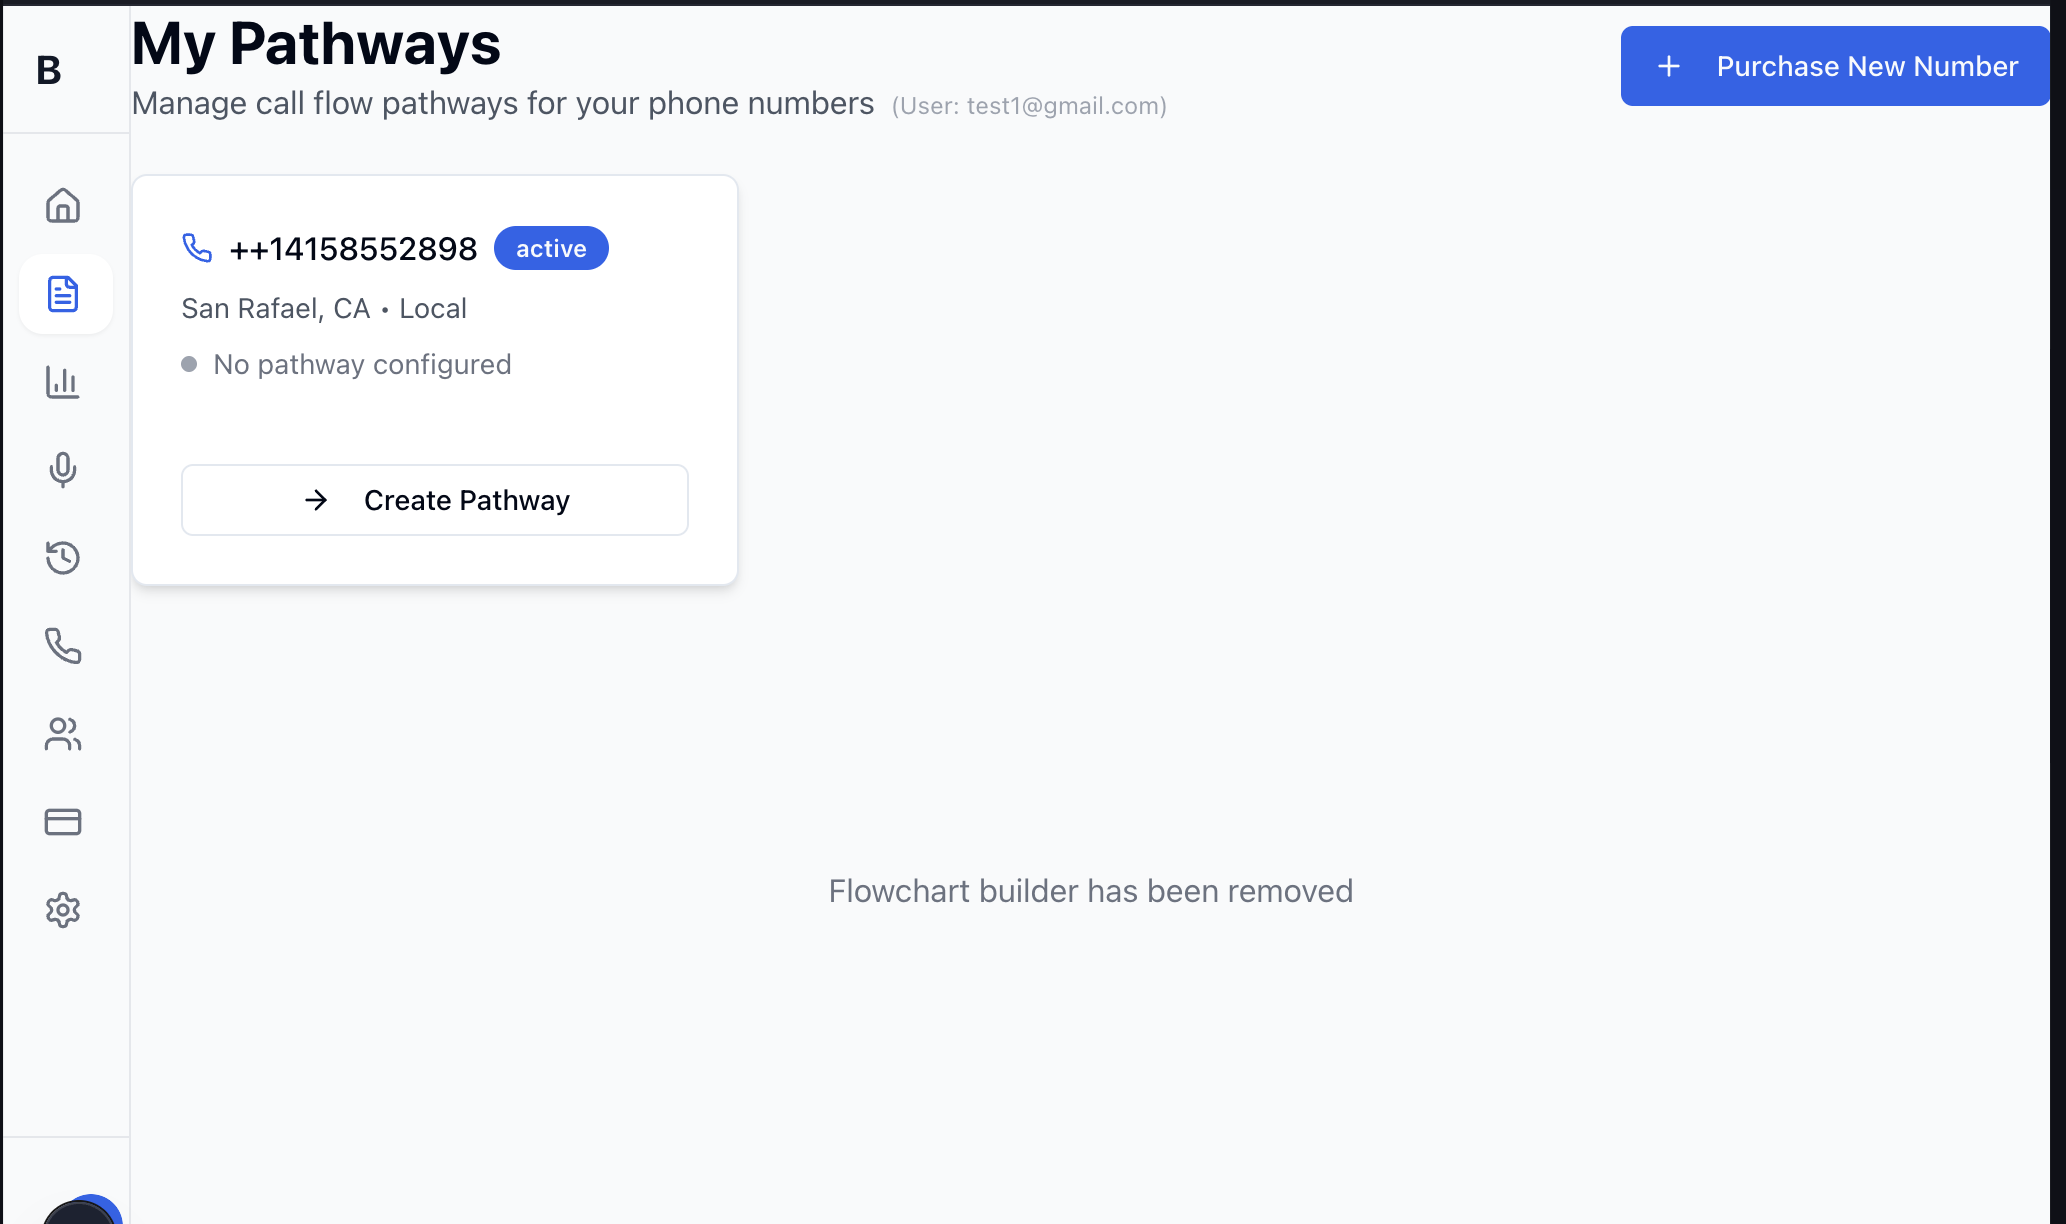 B
My Pathways
Manage call flow pathways for your phone numbers (User: test1@gmail.com)
Purchase New Number
++14158552898 active
San Rafael, CA • Local
No pathway configured
Create Pathway
Flowchart builder has been removed